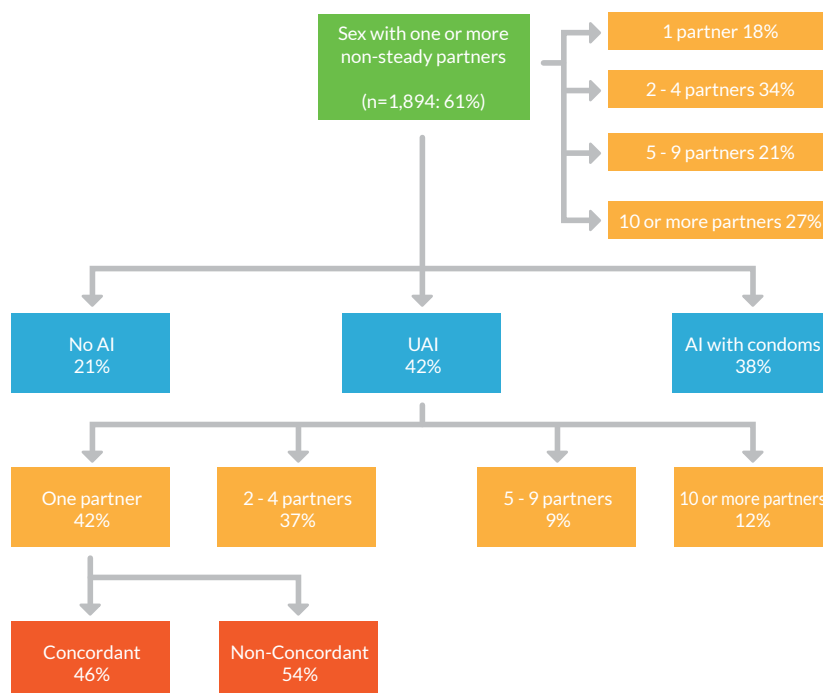 Sex with one or more
non-steady partners
(n=1,894: 61%)
1 partner 18%
2 - 4 partners 34%
5 - 9 partners 21%
10 or more partners 27%
No AI
21%
UAI
42%
AI with condoms
38%
One partner
42%
2 - 4 partners
37%
5 - 9 partners
9%
10 or more partners
12%
Concordant
46%
Non-Concordant
54%